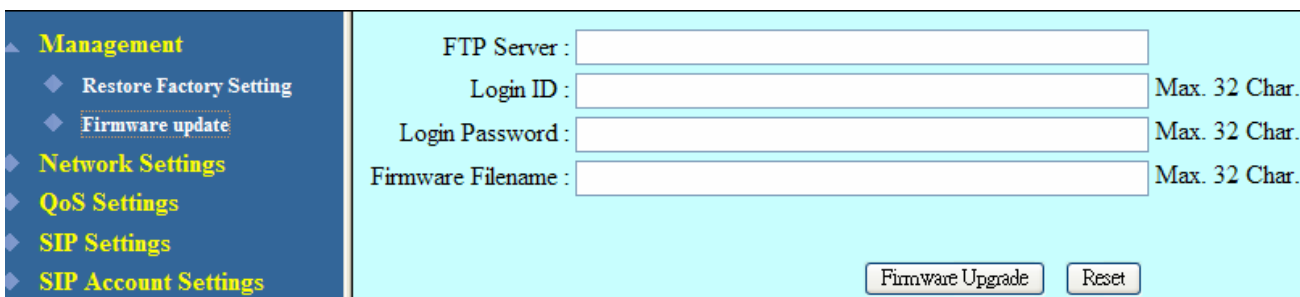 Management
Restore Factory Setting
Firmware update
Network Settings
QoS Settings
SIP Settings
SIP Account Settings
FTP Server :
Login ID : Max. 32 Char.
Login Password : Max. 32 Char.
Firmware Filename : Max. 32 Char.
Firmware Upgrade Reset